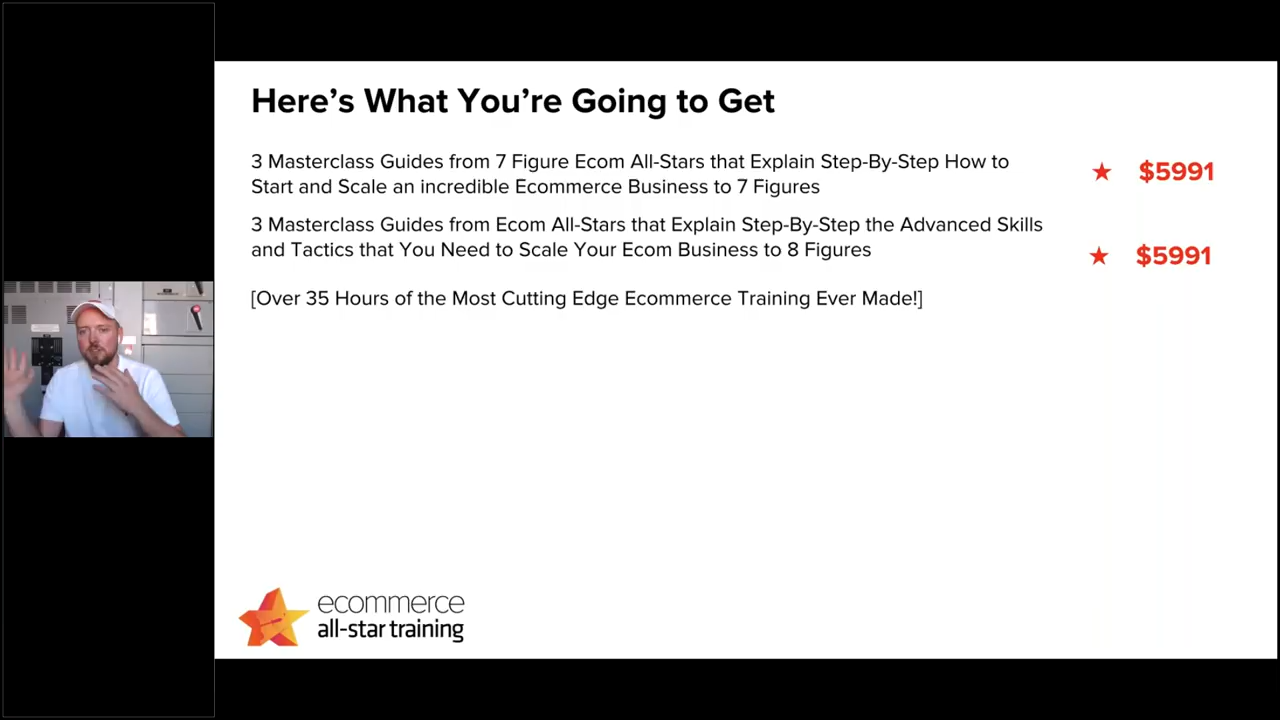 Here's What You're Going to Get
3 Masterclass Guides from 7 Figure Ecom All-Stars that Explain Step-By-Step How to
Start and Scale an incredible Ecommerce Business to 7 Figures
★ $5991
3 Masterclass Guides from Ecom All-Stars that Explain Step-By-Step the Advanced Skills
and Tactics that You Need to Scale Your Ecom Business to 8 Figures
★ $5991
[Over 35 Hours of the Most Cutting Edge Ecommerce Training Ever Made!]
ecommerce
all-star training